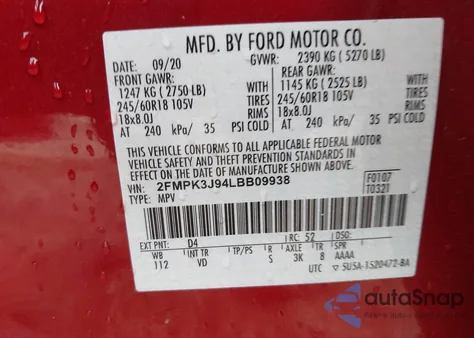 MFD. BY FORD MOTOR CO.
DATE: 09/20 GVWR: 2390 KG ( 5270 LB)
FRONT GAWR: REAR GAWR:
1247 KG ( 2750 LB) 1145 KG ( 2525 LB)
245/60R18 105V TIRES 245/60R18 105V TIRES
18x8.0J RIMS 18x8.0J RIMS
AT 240 kPa/ 35 PSI COLD AT 240 kPa/ 35 PSI COLD
THIS VEHICLE CONFORMS TO ALL APPLICABLE FEDERAL MOTOR
VEHICLE SAFETY AND BUMPER STANDARDS AND THEFT PREVENTION STANDARDS IN
EFFECT ON THE DATE OF MANUFACTURE SHOWN ABOVE.
VIN: 2FMPK3J94LBB09938 F0107
TYPE: MPV T0321
EXT PNT: D4 RC: 52 DSO:
WB INT TR TP/PS R AXLE TR SPR
112 VD S 3K 8 AAAA
UTC ▽ 5U5A-1520472-BA
autoSnap